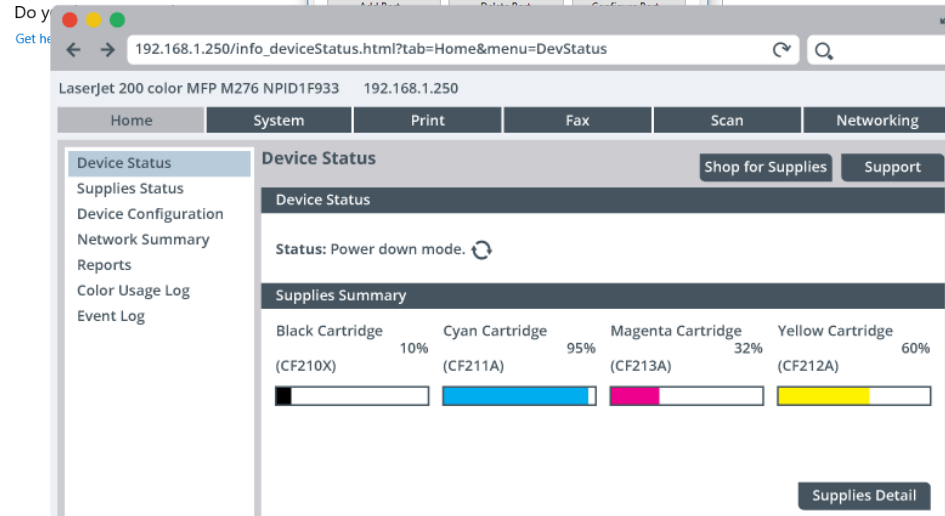 Do
Get
192.168.1.250/info_deviceStatus.html?tab=Home&menu=DevStatus
LaserJet 200 color MFP M276 NPID1F933 192.168.1.250
Home System Print Fax Scan Networking
Device Status
Supplies Status
Device Configuration
Network Summary
Reports
Color Usage Log
Event Log
Device Status
Shop for Supplies Support
Device Status
Status: Power down mode.
Supplies Summary
Black Cartridge Cyan Cartridge Magenta Cartridge Yellow Cartridge
10% 95% 32% 60%
(CF210X) (CF211A) (CF213A) (CF212A)
Supplies Detail